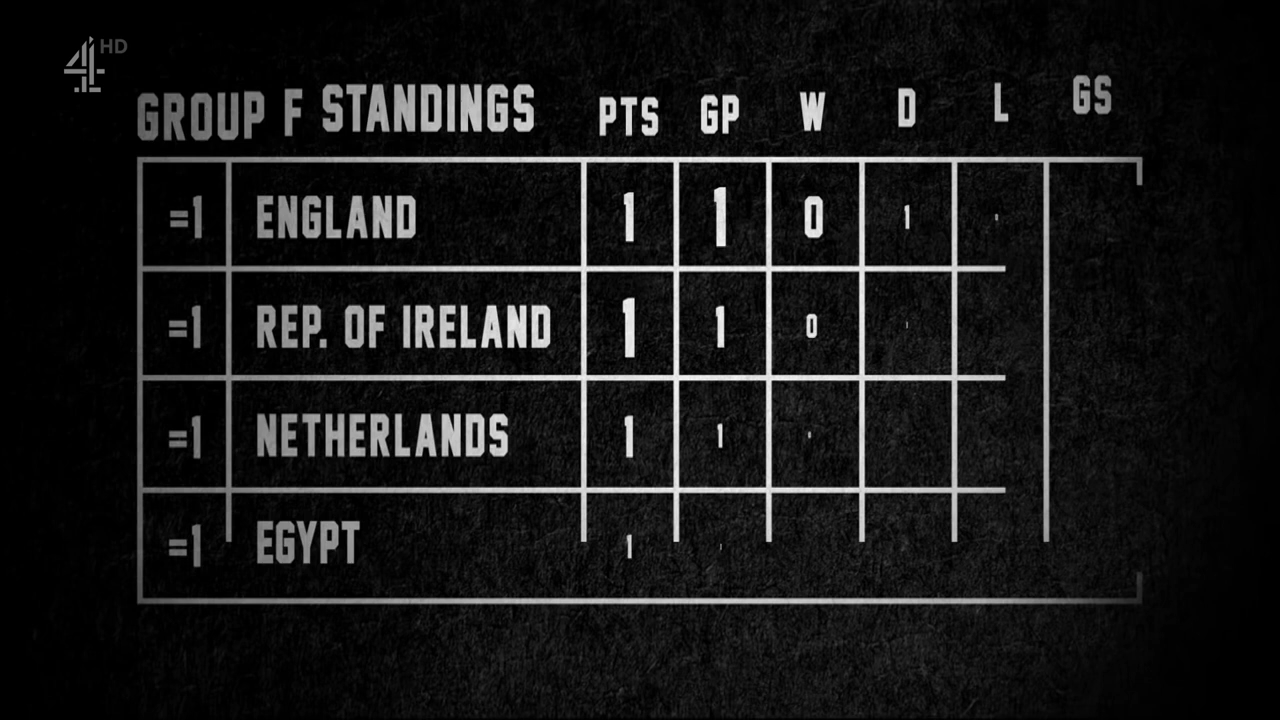 4 HD
GROUP F STANDINGS PTS GP W D L GS
=1 ENGLAND 1 1 0 1
=1 REP. OF IRELAND 1 1 0
=1 NETHERLANDS 1 1
=1 EGYPT 1